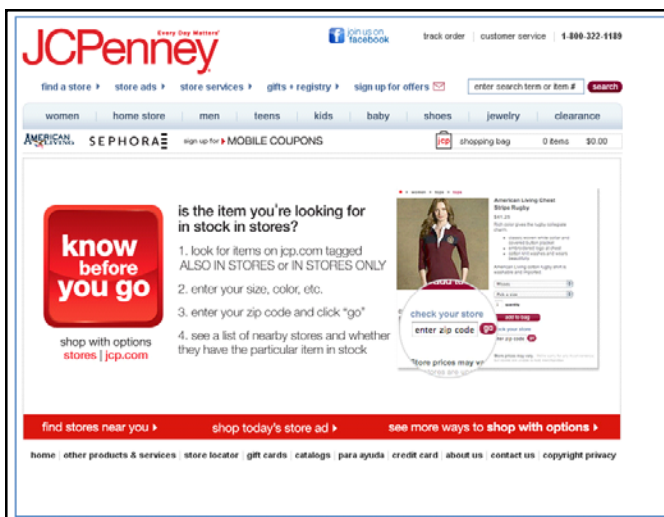 Every Day Matters
JCPenney
join us on
facebook
track order | customer service | 1-800-322-1189
find a store store ads store services gifts + registry sign up for offers
enter search term or item # search
women home store men teens kids baby shoes jewelry clearance
AMERICAN LIVING SEPHORA sign up for MOBILE COUPONS jcp shopping bag 0 items $0.00
know
before
you go
shop with options
stores | jcp.com
is the item you're looking for
in stock in stores?
1. look for items on jcp.com tagged
ALSO IN STORES or IN STORES ONLY
2. enter your size, color, etc.
3. enter your zip code and click "go"
4. see a list of nearby stores and whether
they have the particular item in stock
American Living Chest
Stripe Rugby
add to bag
check your store
enter zip code go
Store prices may
find stores near you
shop today's store ad
see more ways to shop with options
home | other products & services | store locator | gift cards | catalogs | para ayuda | credit card | about us | contact us | copyright privacy